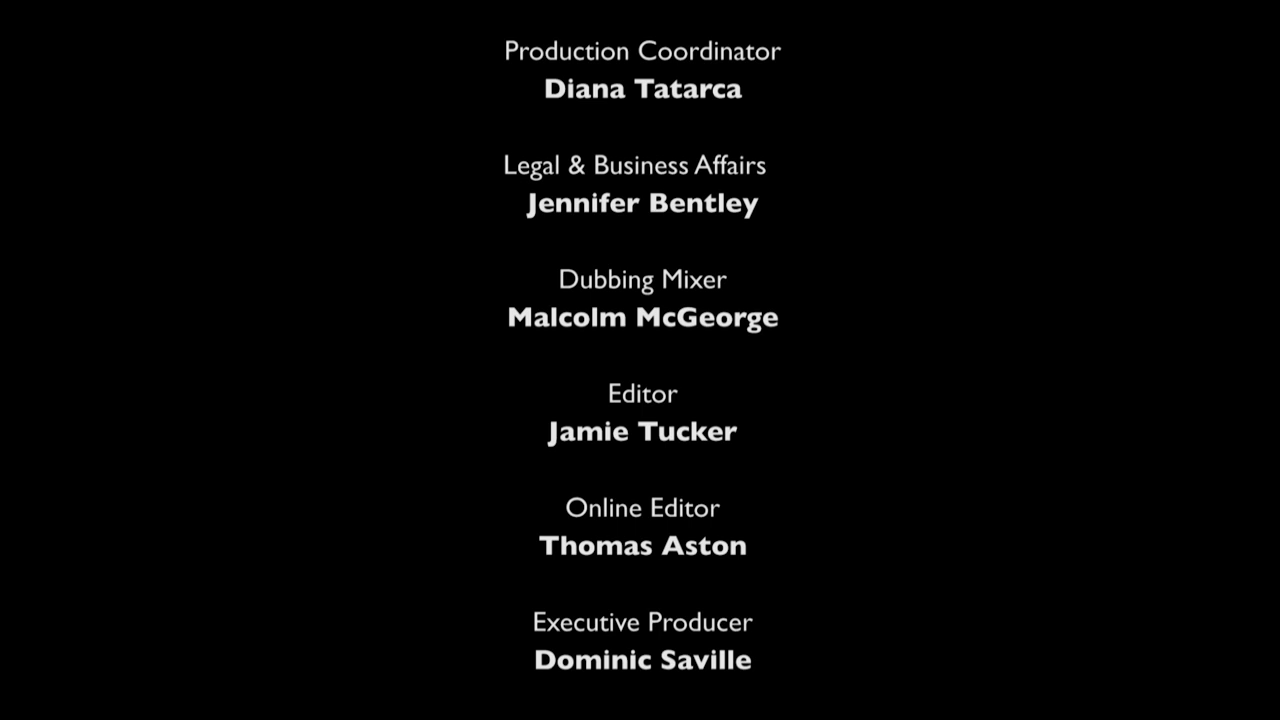 Production Coordinator
Diana Tatarca
Legal & Business Affairs
Jennifer Bentley
Dubbing Mixer
Malcolm McGeorge
Editor
Jamie Tucker
Online Editor
Thomas Aston
Executive Producer
Dominic Saville